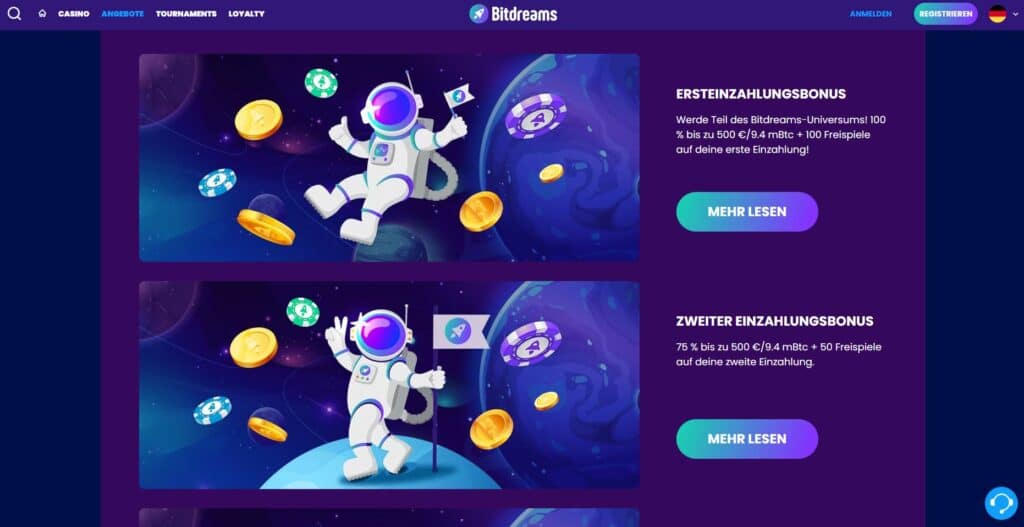 CASINO
ANGEBOTE
TOURNAMENTS
LOYALTY
Bitdreams
ANMELDEN
REGISTRIEREN
ERSTEINZAHLUNGSBONUS
Werde Teil des Bitdreams-Universums! 100
% bis zu 500 €/9.4 mBtc + 100 Freispiele
auf deine erste Einzahlung!
MEHR LESEN
ZWEITER EINZAHLUNGSBONUS
75 % bis zu 500 €/9.4 mBtc + 50 Freispiele
auf deine zweite Einzahlung.
MEHR LESEN